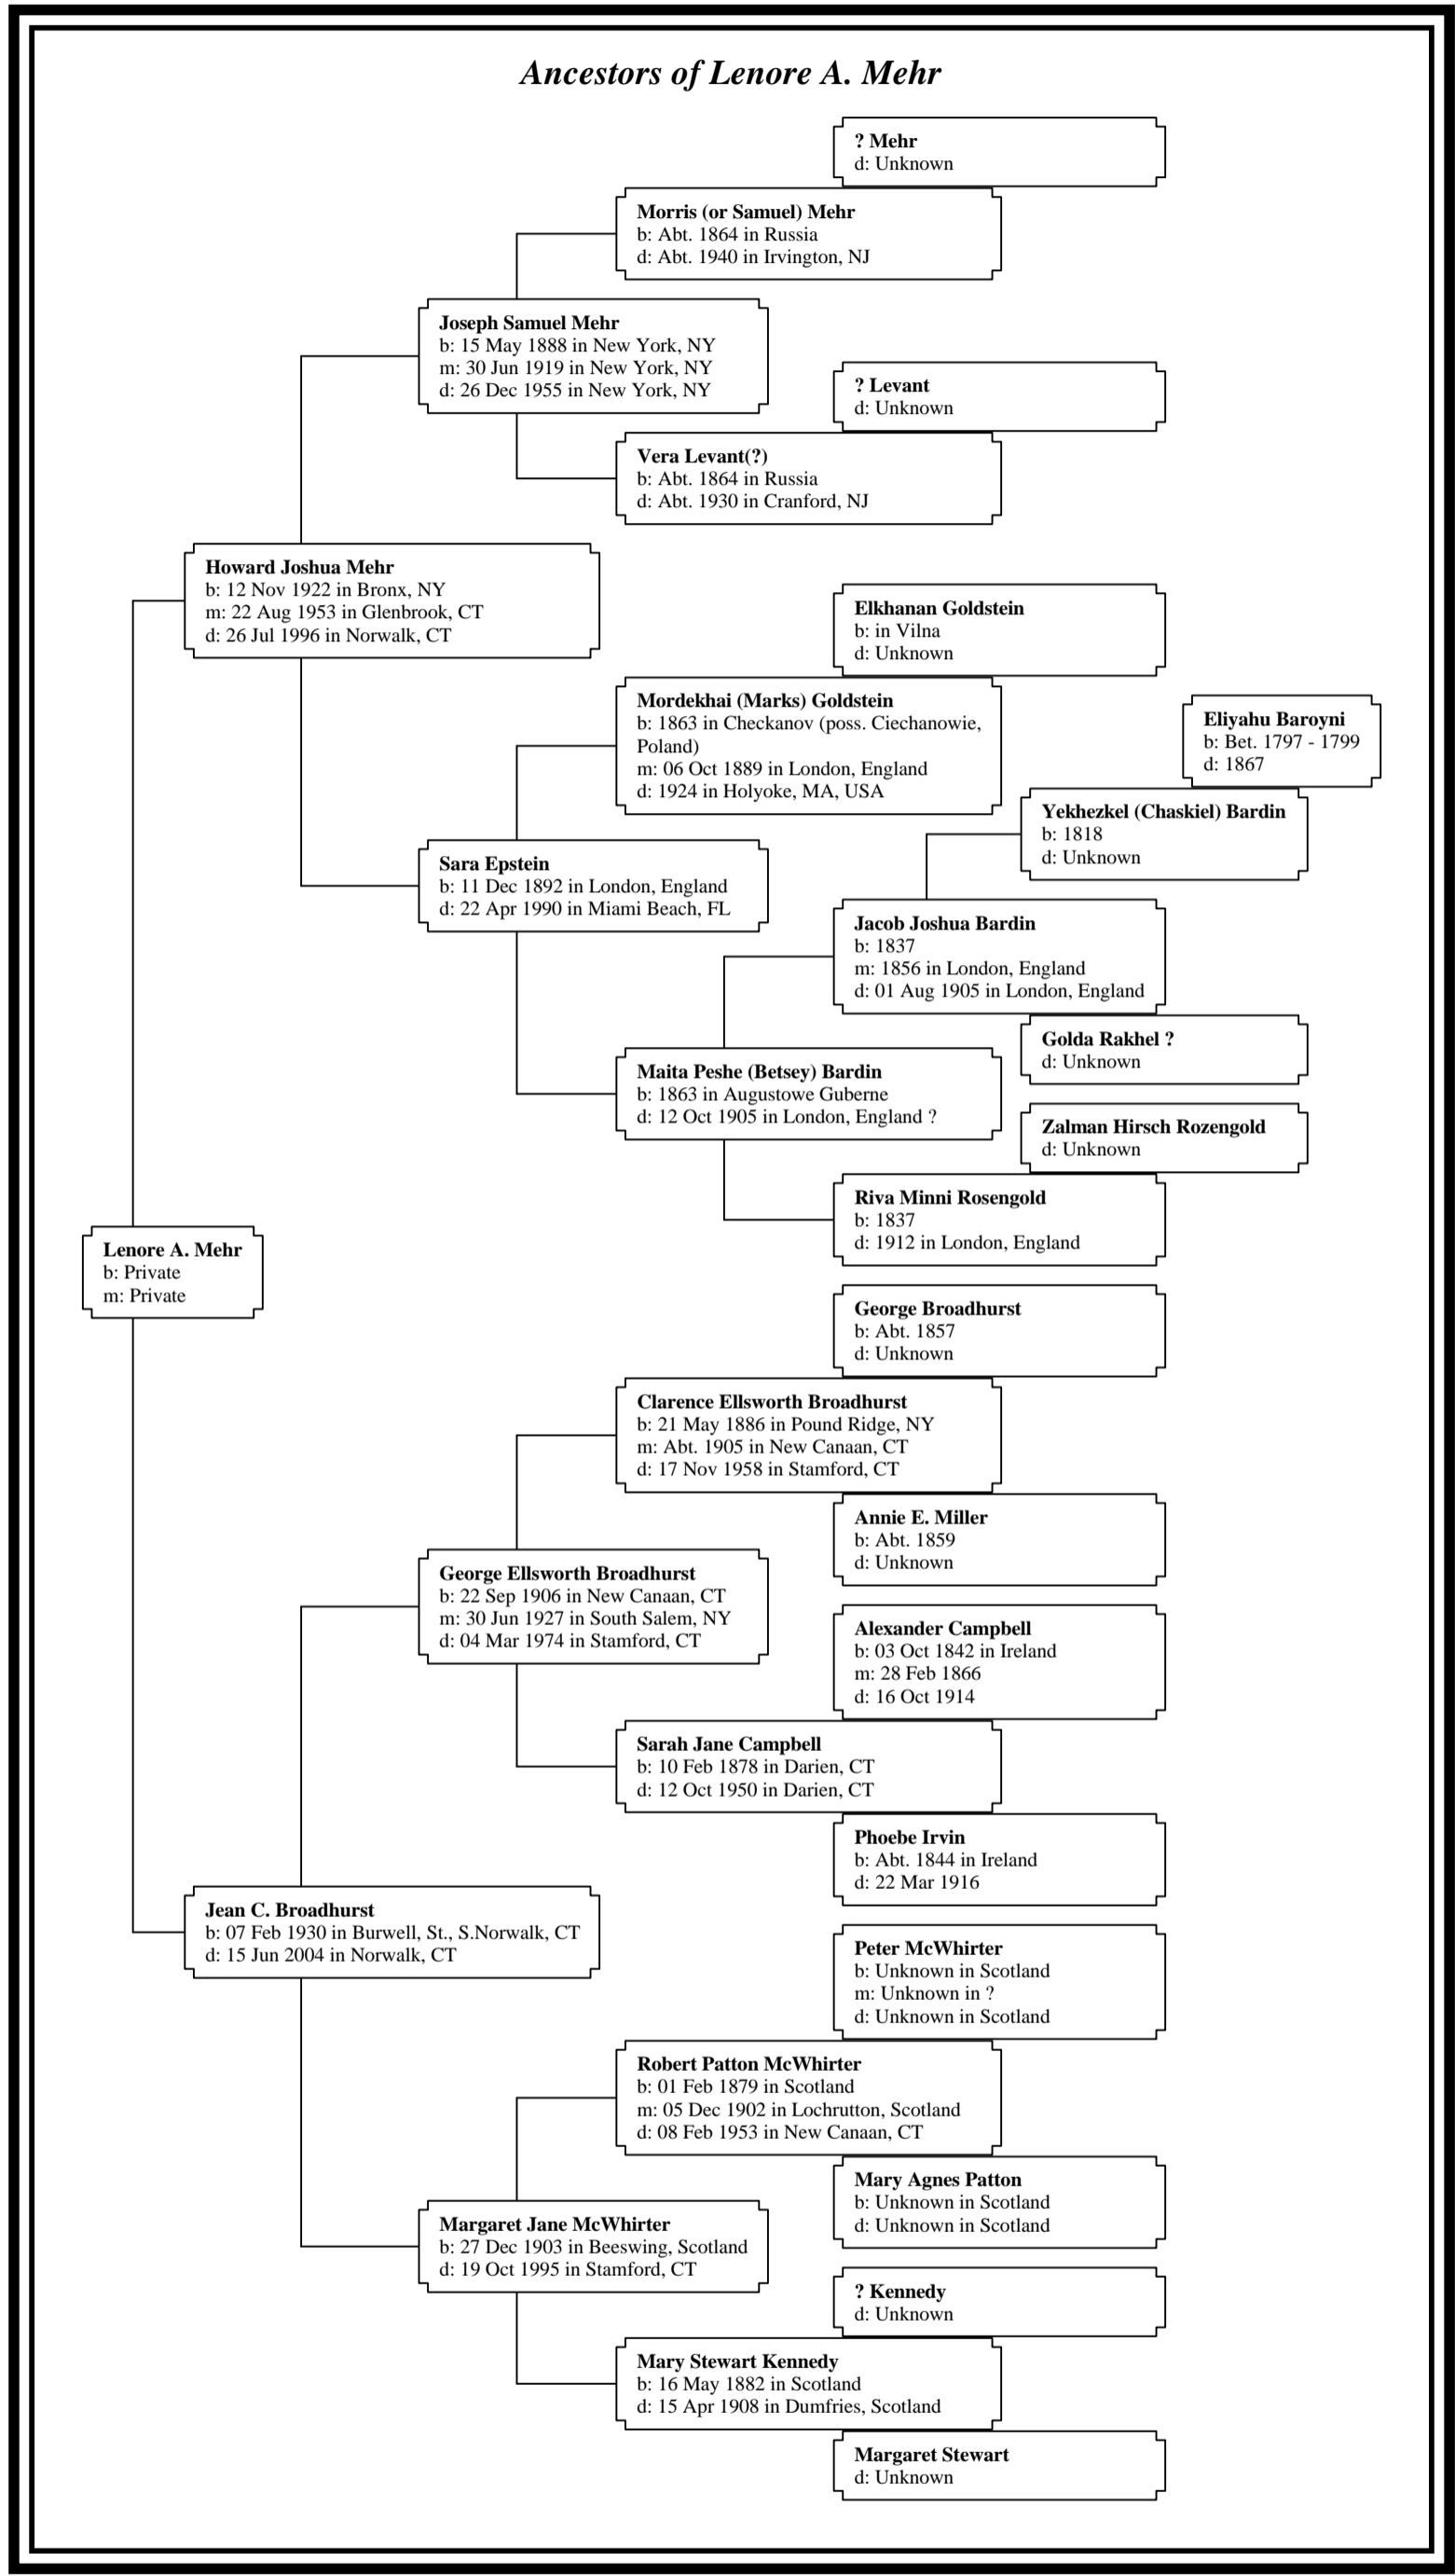 Ancestors of Lenore A. Mehr
? Mehr
d: Unknown
Morris (or Samuel) Mehr
b: Abt. 1864 in Russia
d: Abt. 1940 in Irvington, NJ
Joseph Samuel Mehr
b: 15 May 1888 in New York, NY
m: 30 Jun 1919 in New York, NY
d: 26 Dec 1955 in New York, NY
? Levant
d: Unknown
Vera Levant(?)
b: Abt. 1864 in Russia
d: Abt. 1930 in Cranford, NJ
Howard Joshua Mehr
b: 12 Nov 1922 in Bronx, NY
m: 22 Aug 1953 in Glenbrook, CT
d: 26 Jul 1996 in Norwalk, CT
Elkhanan Goldstein
b: in Vilna
d: Unknown
Mordekhai (Marks) Goldstein
b: 1863 in Checkanov (poss. Ciechanowie,
Poland)
m: 06 Oct 1889 in London, England
d: 1924 in Holyoke, MA, USA
Eliyahu Baroyni
b: Bet. 1797 - 1799
d: 1867
Yekhezkel (Chaskiel) Bardin
b: 1818
d: Unknown
Sara Epstein
b: 11 Dec 1892 in London, England
d: 22 Apr 1990 in Miami Beach, FL
Jacob Joshua Bardin
b: 1837
m: 1856 in London, England
d: 01 Aug 1905 in London, England
Golda Rakhel ?
d: Unknown
Maita Peshe (Betsey) Bardin
b: 1863 in Augustowe Guberne
d: 12 Oct 1905 in London, England ?
Zalman Hirsch Rozengold
d: Unknown
Riva Minni Rosengold
b: 1837
d: 1912 in London, England
Lenore A. Mehr
b: Private
m: Private
George Broadhurst
b: Abt. 1857
d: Unknown
Clarence Ellsworth Broadhurst
b: 21 May 1886 in Pound Ridge, NY
m: Abt. 1905 in New Canaan, CT
d: 17 Nov 1958 in Stamford, CT
Annie E. Miller
b: Abt. 1859
d: Unknown
George Ellsworth Broadhurst
b: 22 Sep 1906 in New Canaan, CT
m: 30 Jun 1927 in South Salem, NY
d: 04 Mar 1974 in Stamford, CT
Alexander Campbell
b: 03 Oct 1842 in Ireland
m: 28 Feb 1866
d: 16 Oct 1914
Sarah Jane Campbell
b: 10 Feb 1878 in Darien, CT
d: 12 Oct 1950 in Darien, CT
Phoebe Irvin
b: Abt. 1844 in Ireland
d: 22 Mar 1916
Jean C. Broadhurst
b: 07 Feb 1930 in Burwell, St., S.Norwalk, CT
d: 15 Jun 2004 in Norwalk, CT
Peter McWhirter
b: Unknown in Scotland
m: Unknown in ?
d: Unknown in Scotland
Robert Patton McWhirter
b: 01 Feb 1879 in Scotland
m: 05 Dec 1902 in Lochrutton, Scotland
d: 08 Feb 1953 in New Canaan, CT
Mary Agnes Patton
b: Unknown in Scotland
d: Unknown in Scotland
Margaret Jane McWhirter
b: 27 Dec 1903 in Beeswing, Scotland
d: 19 Oct 1995 in Stamford, CT
? Kennedy
d: Unknown
Mary Stewart Kennedy
b: 16 May 1882 in Scotland
d: 15 Apr 1908 in Dumfries, Scotland
Margaret Stewart
d: Unknown